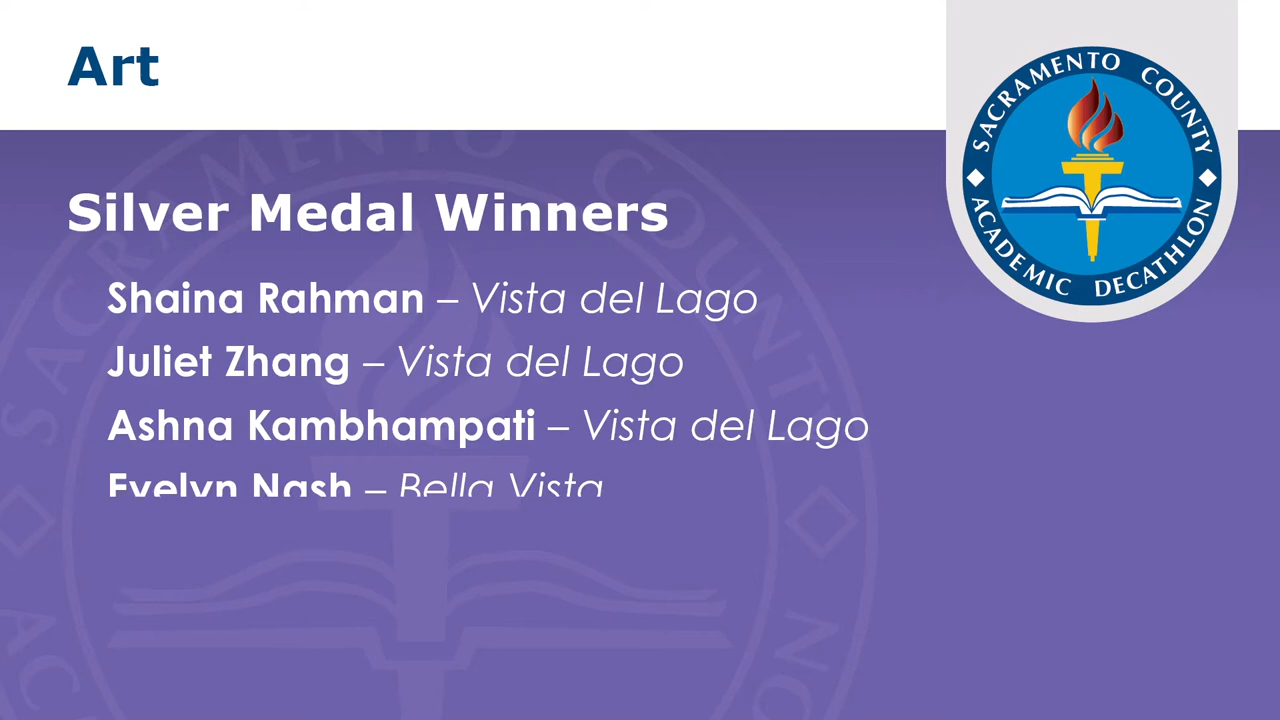 Art
SACRAMENTO COUNTY
ACADEMIC DECATHLON
Silver Medal Winners
Shaina Rahman – Vista del Lago
Juliet Zhang – Vista del Lago
Ashna Kambhampati – Vista del Lago
Evelyn Nash – Bella Vista